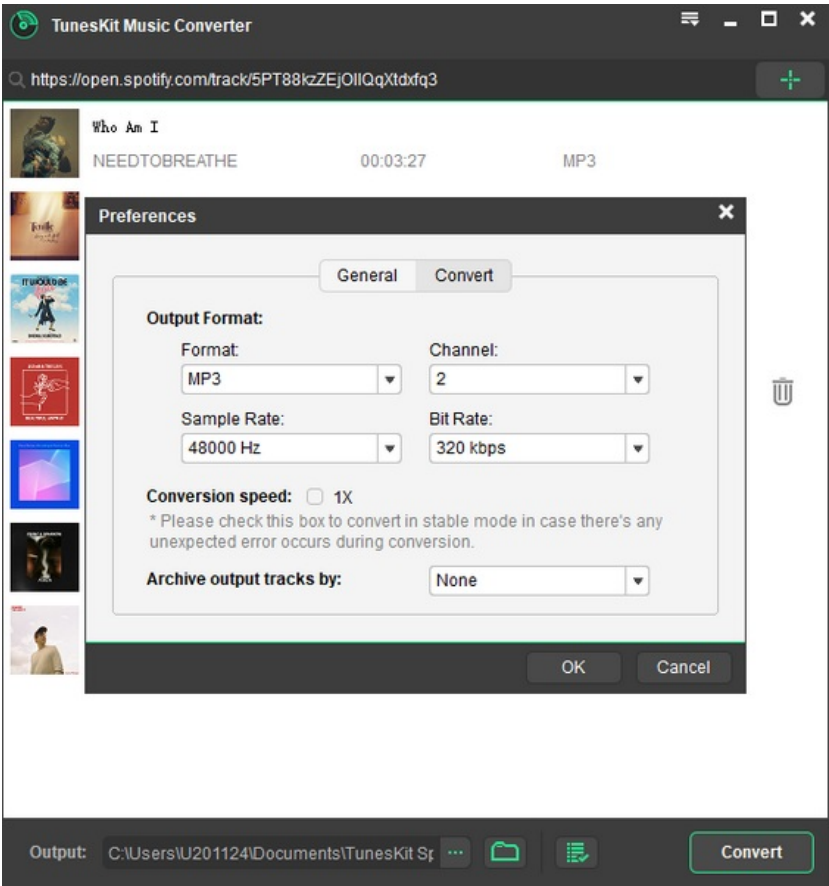 TunesKit Music Converter
https://open.spotify.com/track/5PT88kzZEjOIlQqXtdxfq3
Who Am I
NEEDTOBREATHE 00:03:27 MP3
Preferences
General Convert
Output Format:
Format: Channel:
MP3 2
Sample Rate: Bit Rate:
48000 Hz 320 kbps
Conversion speed: 1X
* Please check this box to convert in stable mode in case there's any
unexpected error occurs during conversion.
Archive output tracks by: None
OK Cancel
Output: C:\Users\U201124\Documents\TunesKit Sp ... Convert